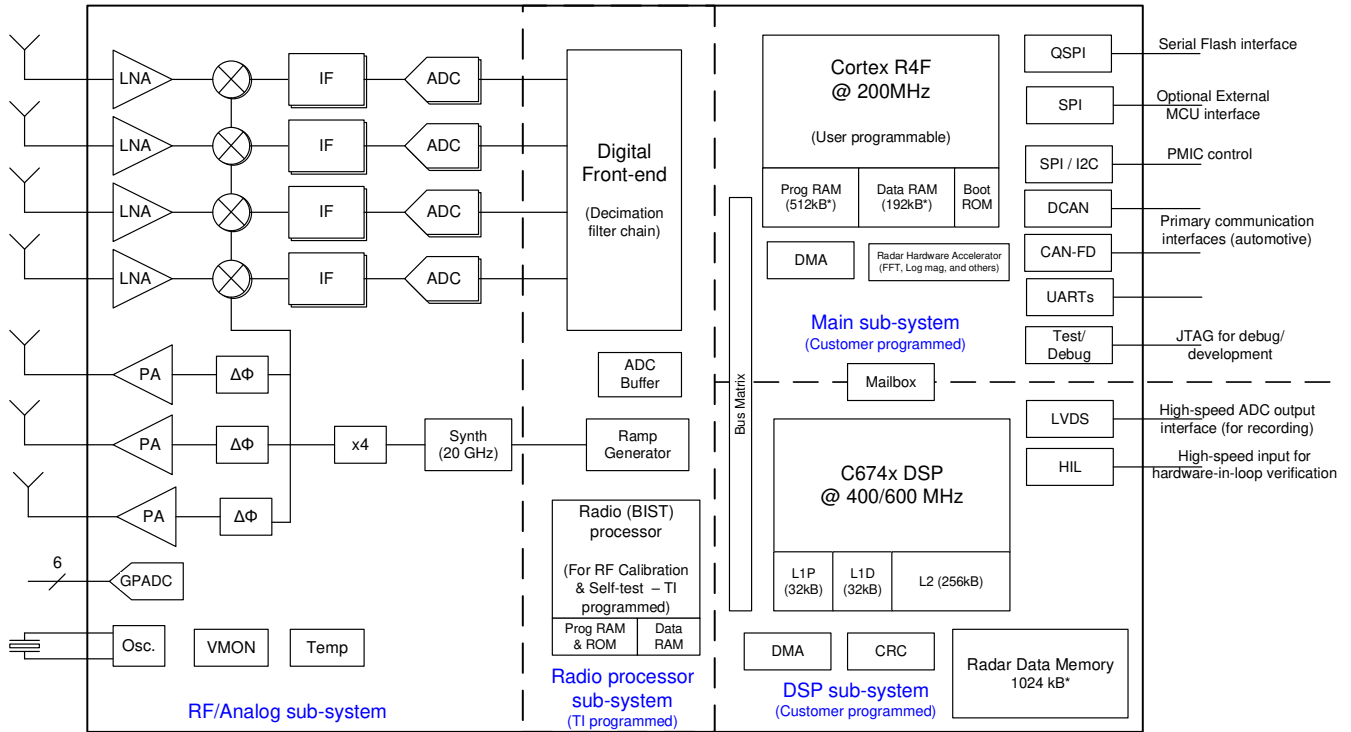 LNA
IF
ADC
LNA
IF
ADC
LNA
IF
ADC
LNA
IF
ADC
Digital
Front-end
(Decimation
filter chain)
PA
ΔΦ
PA
ΔΦ
PA
ΔΦ
x4
Synth
(20 GHz)
ADC
Buffer
Ramp
Generator
6
GPADC
Osc.
VMON
Temp
RF/Analog sub-system
Radio (BIST)
processor
(For RF Calibration
& Self-test – TI
programmed)
Prog RAM
& ROM
Data
RAM
Radio processor
sub-system
(TI programmed)
Bus Matrix
Cortex R4F
@ 200MHz
(User programmable)
Prog RAM
(512kB*)
Data RAM
(192kB*)
Boot
ROM
DMA
Radar Hardware Accelerator
(FFT, Log mag, and others)
Main sub-system
(Customer programmed)
Mailbox
C674x DSP
@ 400/600 MHz
L1P
(32kB)
L1D
(32kB)
L2 (256kB)
DMA
CRC
DSP sub-system
(Customer programmed)
Radar Data Memory
1024 kB*
QSPI
Serial Flash interface
SPI
Optional External
MCU interface
SPI / I2C
PMIC control
DCAN
Primary communication
interfaces (automotive)
CAN-FD
UARTs
Test/
Debug
JTAG for debug/
development
LVDS
High-speed ADC output
interface (for recording)
HIL
High-speed input for
hardware-in-loop verification